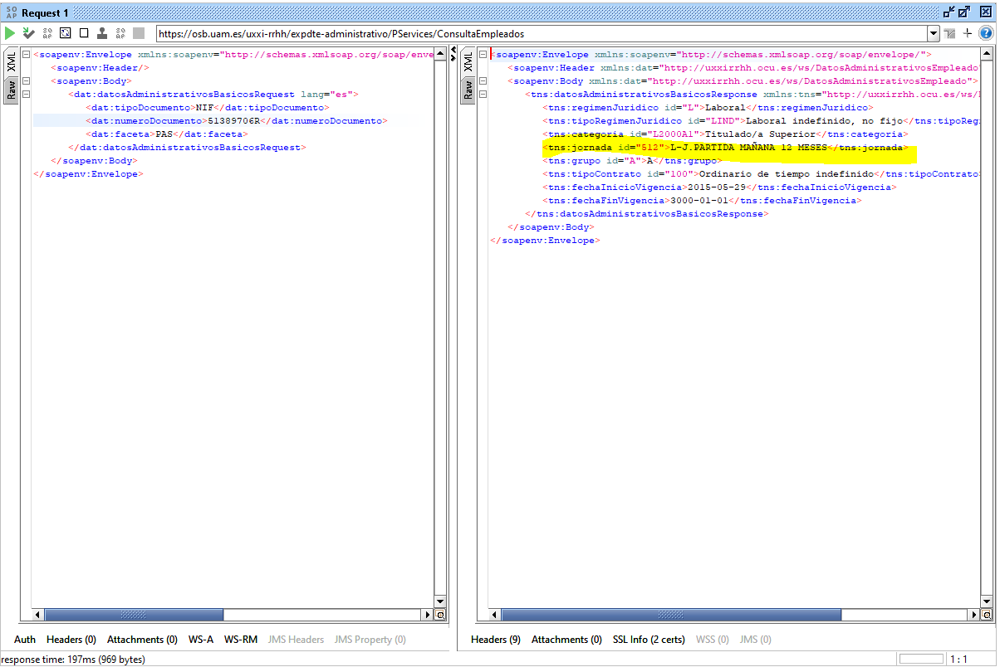 SO
AP
Request 1
https://osb.uam.es/uxxi-rrhh/expdte-administrativo/PServices/ConsultaEmpleados
XML
Raw
<soapenv:Envelope xmlns:soapenv="http://schemas.xmlsoap.org/soap/enve
<soapenv:Header/>
<soapenv:Body>
<dat:datosAdministrativosBasicosRequest lang="es">
<dat:tipoDocumento>NIF</dat:tipoDocumento>
<dat:numeroDocumento>51389706R</dat:numeroDocumento>
<dat:faceta>PAS</dat:faceta>
</dat:datosAdministrativosBasicosRequest>
</soapenv:Body>
</soapenv:Envelope>
XML
Raw
<soapenv:Envelope xmlns:soapenv="http://schemas.xmlsoap.org/soap/envelope/">
<soapenv:Header xmlns:dat="http://uxxirrhh.ocu.es/ws/DatosAdministrativosEmpleado"
<soapenv:Body xmlns:dat="http://uxxirrhh.ocu.es/ws/DatosAdministrativosEmpleado">
<tns:datosAdministrativosBasicosResponse xmlns:tns="http://uxxirrhh.ocu.es/ws/
<tns:regimenJuridico id="L">Laboral</tns:regimenJuridico>
<tns:tipoRegimenJuridico id="LIND">Laboral indefinido, no fijo</tns:tipoReg
<tns:categoria id="L2000A1">Titulado/a Superior</tns:categoria>
<tns:jornada id="512">L-J.PARTIDA MAÑANA 12 MESES</tns:jornada>
<tns:grupo id="A">A</tns:grupo>
<tns:tipoContrato id="100">Ordinario de tiempo indefinido</tns:tipoContrato>
<tns:fechaInicioVigencia>2015-05-29</tns:fechaInicioVigencia>
<tns:fechaFinVigencia>3000-01-01</tns:fechaFinVigencia>
</tns:datosAdministrativosBasicosResponse>
</soapenv:Body>
</soapenv:Envelope>
Auth Headers (0) Attachments (0) WS-A WS-RM JMS Headers JMS Property (0)
Headers (9) Attachments (0) SSL Info (2 certs) WSS (0) JMS (0)
response time: 197ms (969 bytes)
1 : 1